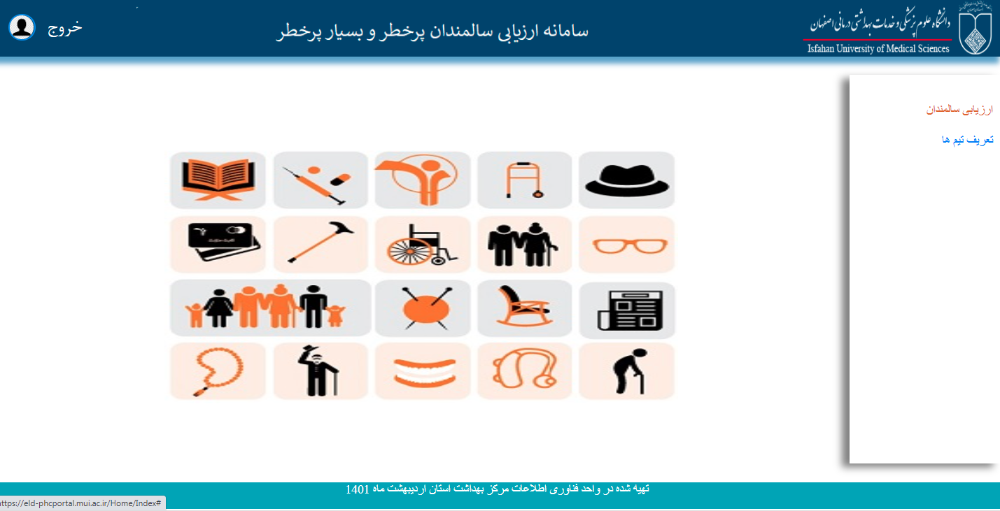 خروج
سامانه ارزیابی سالمندان پرخطر و بسیار پرخطر
دانشگاه علوم پزشکی و خدمات بهداشتی درمانی اصفهان
Isfahan University of Medical Sciences
ارزیابی سالمندان
تعریف تیم ها
تهیه شده در واحد فناوری اطلاعات مرکز بهداشت استان اردیبهشت ماه 1401
https://eld-phcportal.mui.ac.ir/Home/Index#